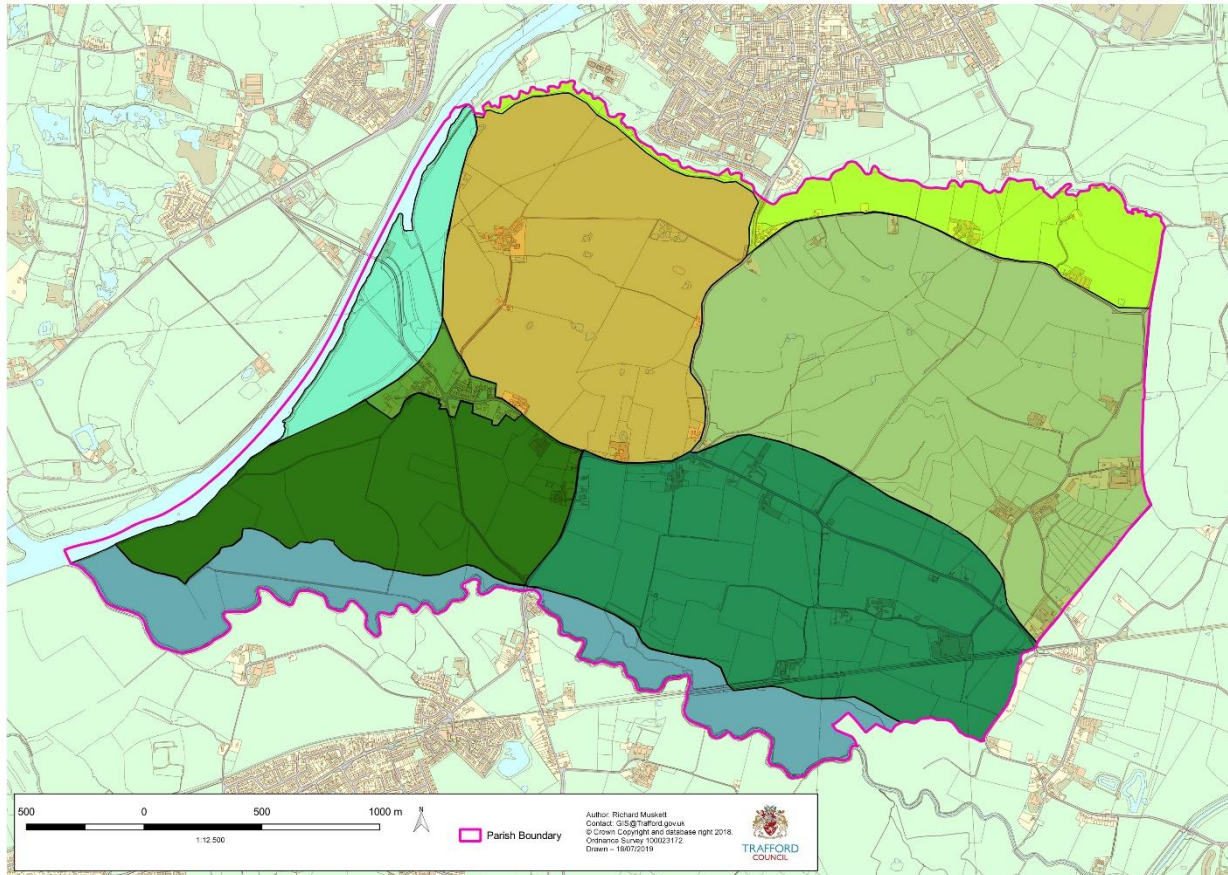 500 0 500 1000 m
1:12,500
N
Parish Boundary
Author: Richard Muskett
Contact: GIS@Trafford.gov.uk
© Crown Copyright and database right 2018.
Ordnance Survey 100023172
Drawn – 18/07/2019
TRAFFORD
COUNCIL